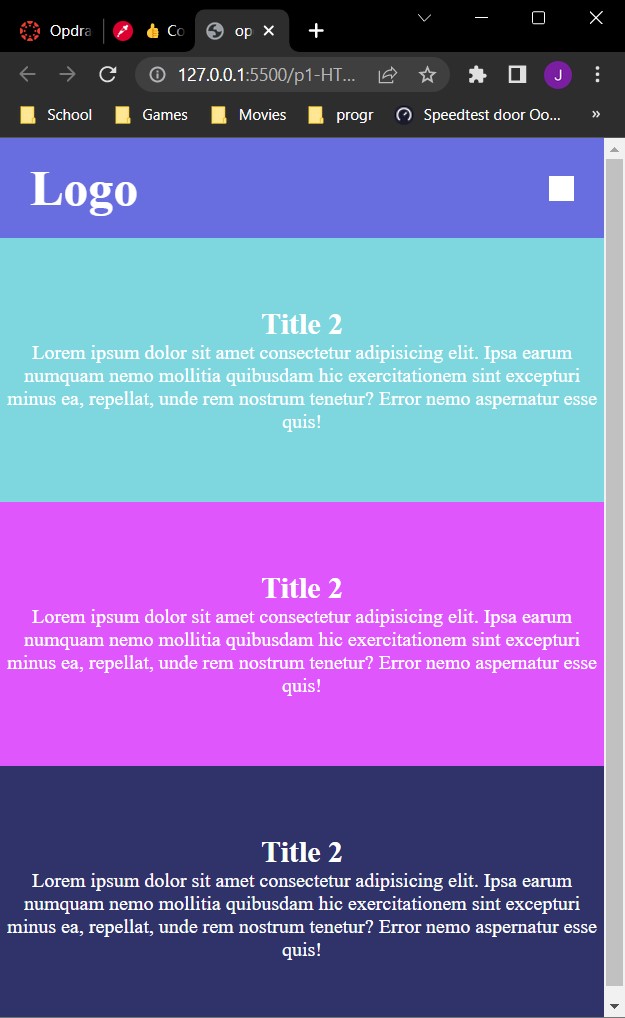 Opdra
👍 Co
op
127.0.0.1:5500/p1-HT...
J
School Games Movies progr Speedtest door Oo... »
Logo
Title 2
Lorem ipsum dolor sit amet consectetur adipisicing elit. Ipsa earum
numquam nemo mollitia quibusdam hic exercitationem sint excepturi
minus ea, repellat, unde rem nostrum tenetur? Error nemo aspernatur esse
quis!
Title 2
Lorem ipsum dolor sit amet consectetur adipisicing elit. Ipsa earum
numquam nemo mollitia quibusdam hic exercitationem sint excepturi
minus ea, repellat, unde rem nostrum tenetur? Error nemo aspernatur esse
quis!
Title 2
Lorem ipsum dolor sit amet consectetur adipisicing elit. Ipsa earum
numquam nemo mollitia quibusdam hic exercitationem sint excepturi
minus ea, repellat, unde rem nostrum tenetur? Error nemo aspernatur esse
quis!